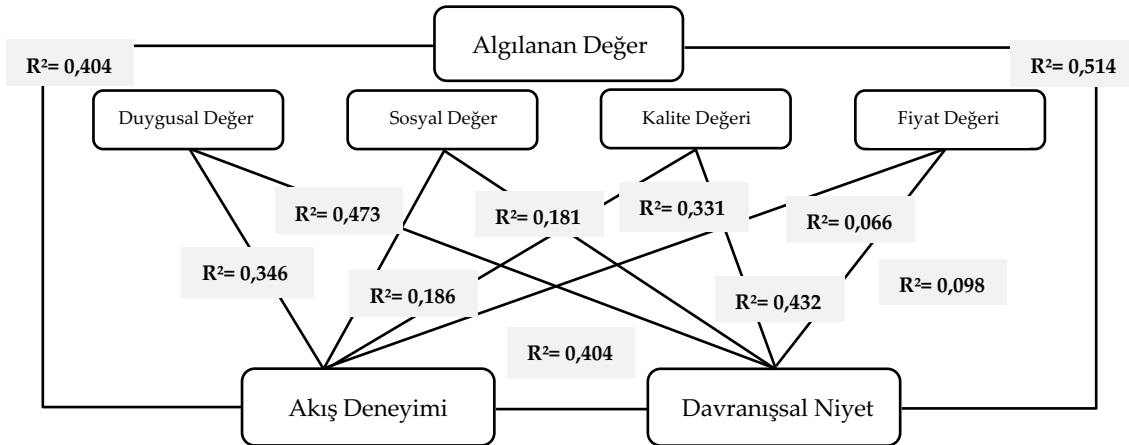 Algılanan Değer
R²= 0,404
R²= 0,514
Duygusal Değer
Sosyal Değer
Kalite Değeri
Fiyat Değeri
R²= 0,473
R²= 0,181
R²= 0,331
R²= 0,066
R²= 0,346
R²= 0,186
R²= 0,432
R²= 0,098
R²= 0,404
Akış Deneyimi
Davranışsal Niyet